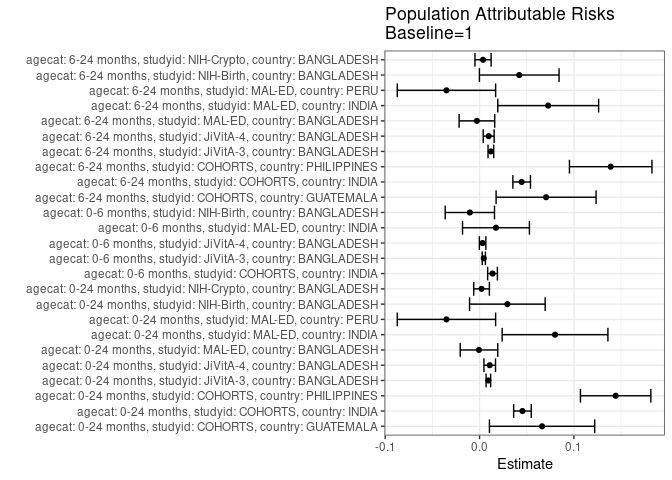 Population Attributable Risks
Baseline=1
agecat: 6-24 months, studyid: NIH-Crypto, country: BANGLADESH
agecat: 6-24 months, studyid: NIH-Birth, country: BANGLADESH
agecat: 6-24 months, studyid: MAL-ED, country: PERU
agecat: 6-24 months, studyid: MAL-ED, country: INDIA
agecat: 6-24 months, studyid: MAL-ED, country: BANGLADESH
agecat: 6-24 months, studyid: JiVitA-4, country: BANGLADESH
agecat: 6-24 months, studyid: JiVitA-3, country: BANGLADESH
agecat: 6-24 months, studyid: COHORTS, country: PHILIPPINES
agecat: 6-24 months, studyid: COHORTS, country: INDIA
agecat: 6-24 months, studyid: COHORTS, country: GUATEMALA
agecat: 0-6 months, studyid: NIH-Birth, country: BANGLADESH
agecat: 0-6 months, studyid: MAL-ED, country: INDIA
agecat: 0-6 months, studyid: JiVitA-4, country: BANGLADESH
agecat: 0-6 months, studyid: JiVitA-3, country: BANGLADESH
agecat: 0-6 months, studyid: COHORTS, country: INDIA
agecat: 0-24 months, studyid: NIH-Crypto, country: BANGLADESH
agecat: 0-24 months, studyid: NIH-Birth, country: BANGLADESH
agecat: 0-24 months, studyid: MAL-ED, country: PERU
agecat: 0-24 months, studyid: MAL-ED, country: INDIA
agecat: 0-24 months, studyid: MAL-ED, country: BANGLADESH
agecat: 0-24 months, studyid: JiVitA-4, country: BANGLADESH
agecat: 0-24 months, studyid: JiVitA-3, country: BANGLADESH
agecat: 0-24 months, studyid: COHORTS, country: PHILIPPINES
agecat: 0-24 months, studyid: COHORTS, country: INDIA
agecat: 0-24 months, studyid: COHORTS, country: GUATEMALA
-0.1 0.0 0.1
Estimate